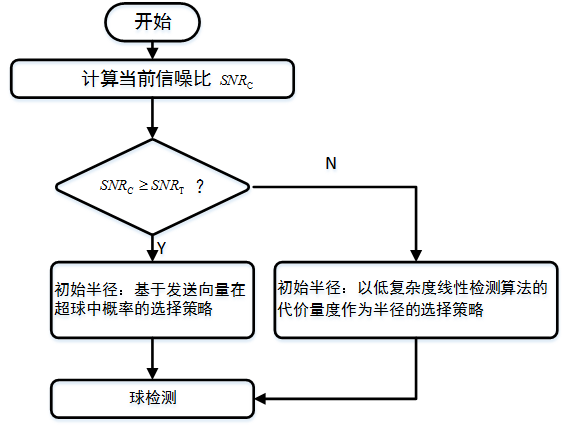 开始
计算当前信噪比 SNR_C
SNR_C ≥ SNR_T ？
N
Y
初始半径：基于发送向量在
超球中概率的选择策略
初始半径：以低复杂度线性检测算法的
代价量度作为半径的选择策略
球检测